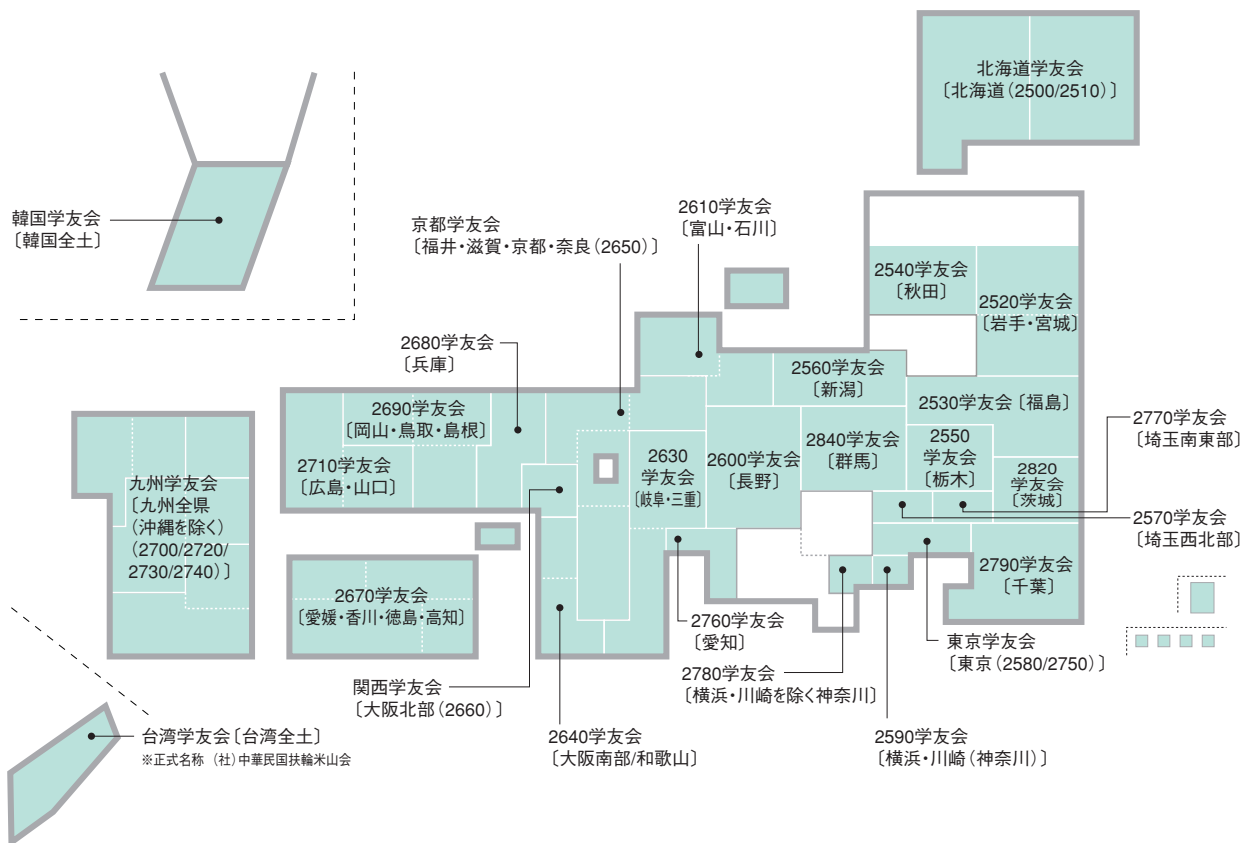 北海道学友会
〔北海道（2500/2510）〕
韓国学友会
〔韓国全土〕
京都学友会
〔福井・滋賀・京都・奈良（2650）〕
2610学友会
〔富山・石川〕
2540学友会
〔秋田〕
2520学友会
〔岩手・宮城〕
2680学友会
〔兵庫〕
2560学友会
〔新潟〕
2530学友会〔福島〕
2690学友会
〔岡山・鳥取・島根〕
2770学友会
〔埼玉南東部〕
2710学友会
〔広島・山口〕
2630
学友会
〔岐阜・三重〕
2600学友会
〔長野〕
2840学友会
〔群馬〕
2550
学友会
〔栃木〕
2820
学友会
〔茨城〕
九州学友会
〔九州全県
（沖縄を除く）
（2700/2720/
2730/2740）〕
2570学友会
〔埼玉西北部〕
2790学友会
〔千葉〕
2670学友会
〔愛媛・香川・徳島・高知〕
2760学友会
〔愛知〕
東京学友会
〔東京（2580/2750）〕
2780学友会
〔横浜・川崎を除く神奈川〕
関西学友会
〔大阪北部（2660）〕
台湾学友会〔台湾全土〕
※正式名称 （社）中華民国扶輪米山会
2640学友会
〔大阪南部/和歌山〕
2590学友会
〔横浜・川崎（神奈川）〕